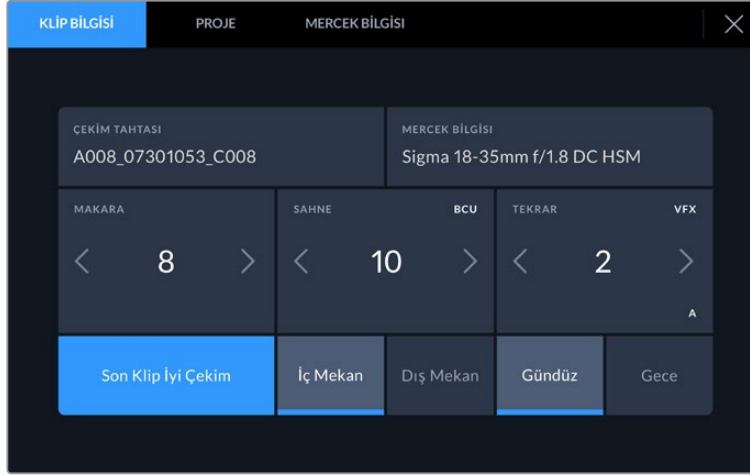 KLİP BİLGİSİ
PROJE
MERCEK BİLGİSİ
ÇEKİM TAHTASI
A008_07301053_C008
MERCEK BİLGISI
Sigma 18-35mm f/1.8 DC HSM
MAKARA
8
SAHNE
BCU
10
TEKRAR
VFX
2
A
Son Klip İyi Çekim
İç Mekan
Dış Mekan
Gündüz
Gece